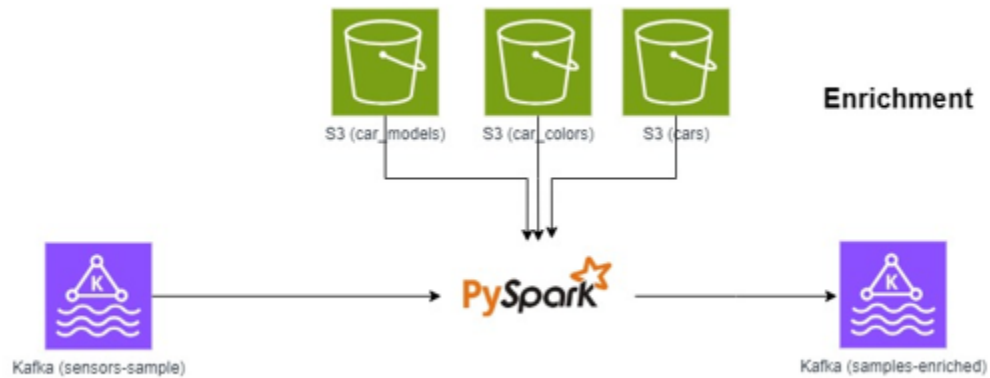 S3 (car_models)
S3 (car_colors)
S3 (cars)
Enrichment
K
PySpark
K
Kafka (sensors-sample)
Kafka (samples-enriched)